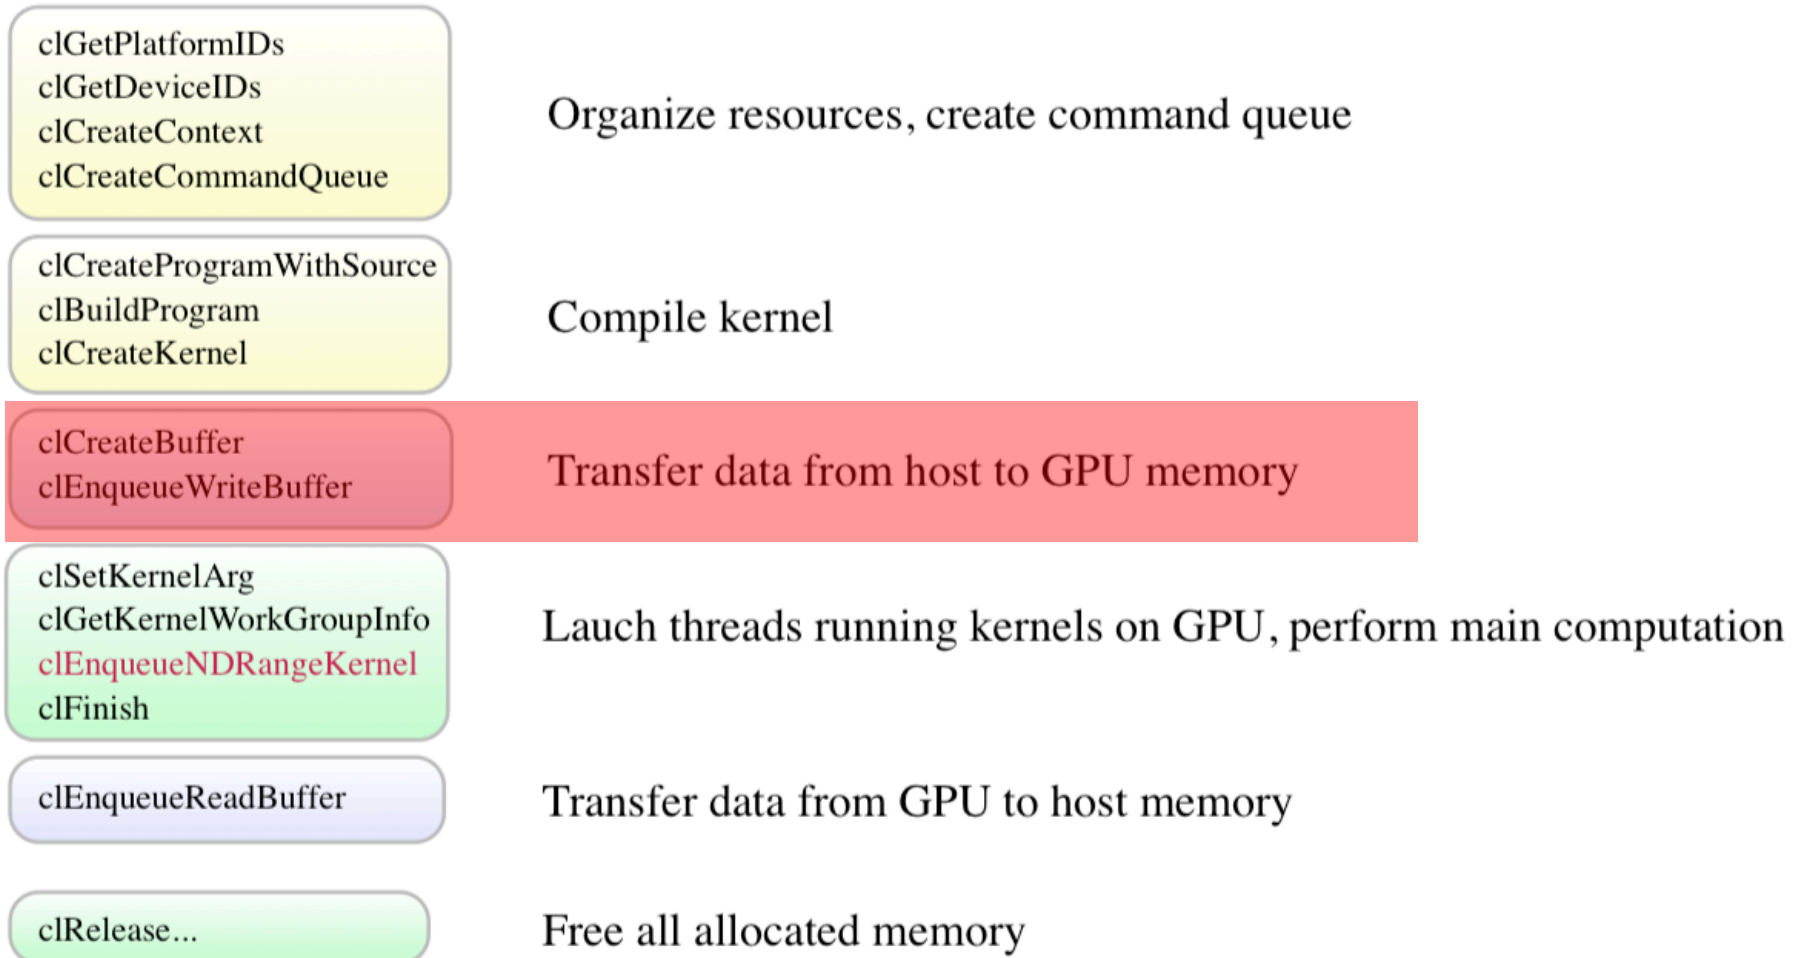 clGetPlatformIDs
clGetDeviceIDs
clCreateContext
clCreateCommandQueue
Organize resources, create command queue
clCreateProgramWithSource
clBuildProgram
clCreateKernel
Compile kernel
clCreateBuffer
clEnqueueWriteBuffer
Transfer data from host to GPU memory
clSetKernelArg
clGetKernelWorkGroupInfo
clEnqueueNDRangeKernel
clFinish
Lauch threads running kernels on GPU, perform main computation
clEnqueueReadBuffer
Transfer data from GPU to host memory
clRelease...
Free all allocated memory